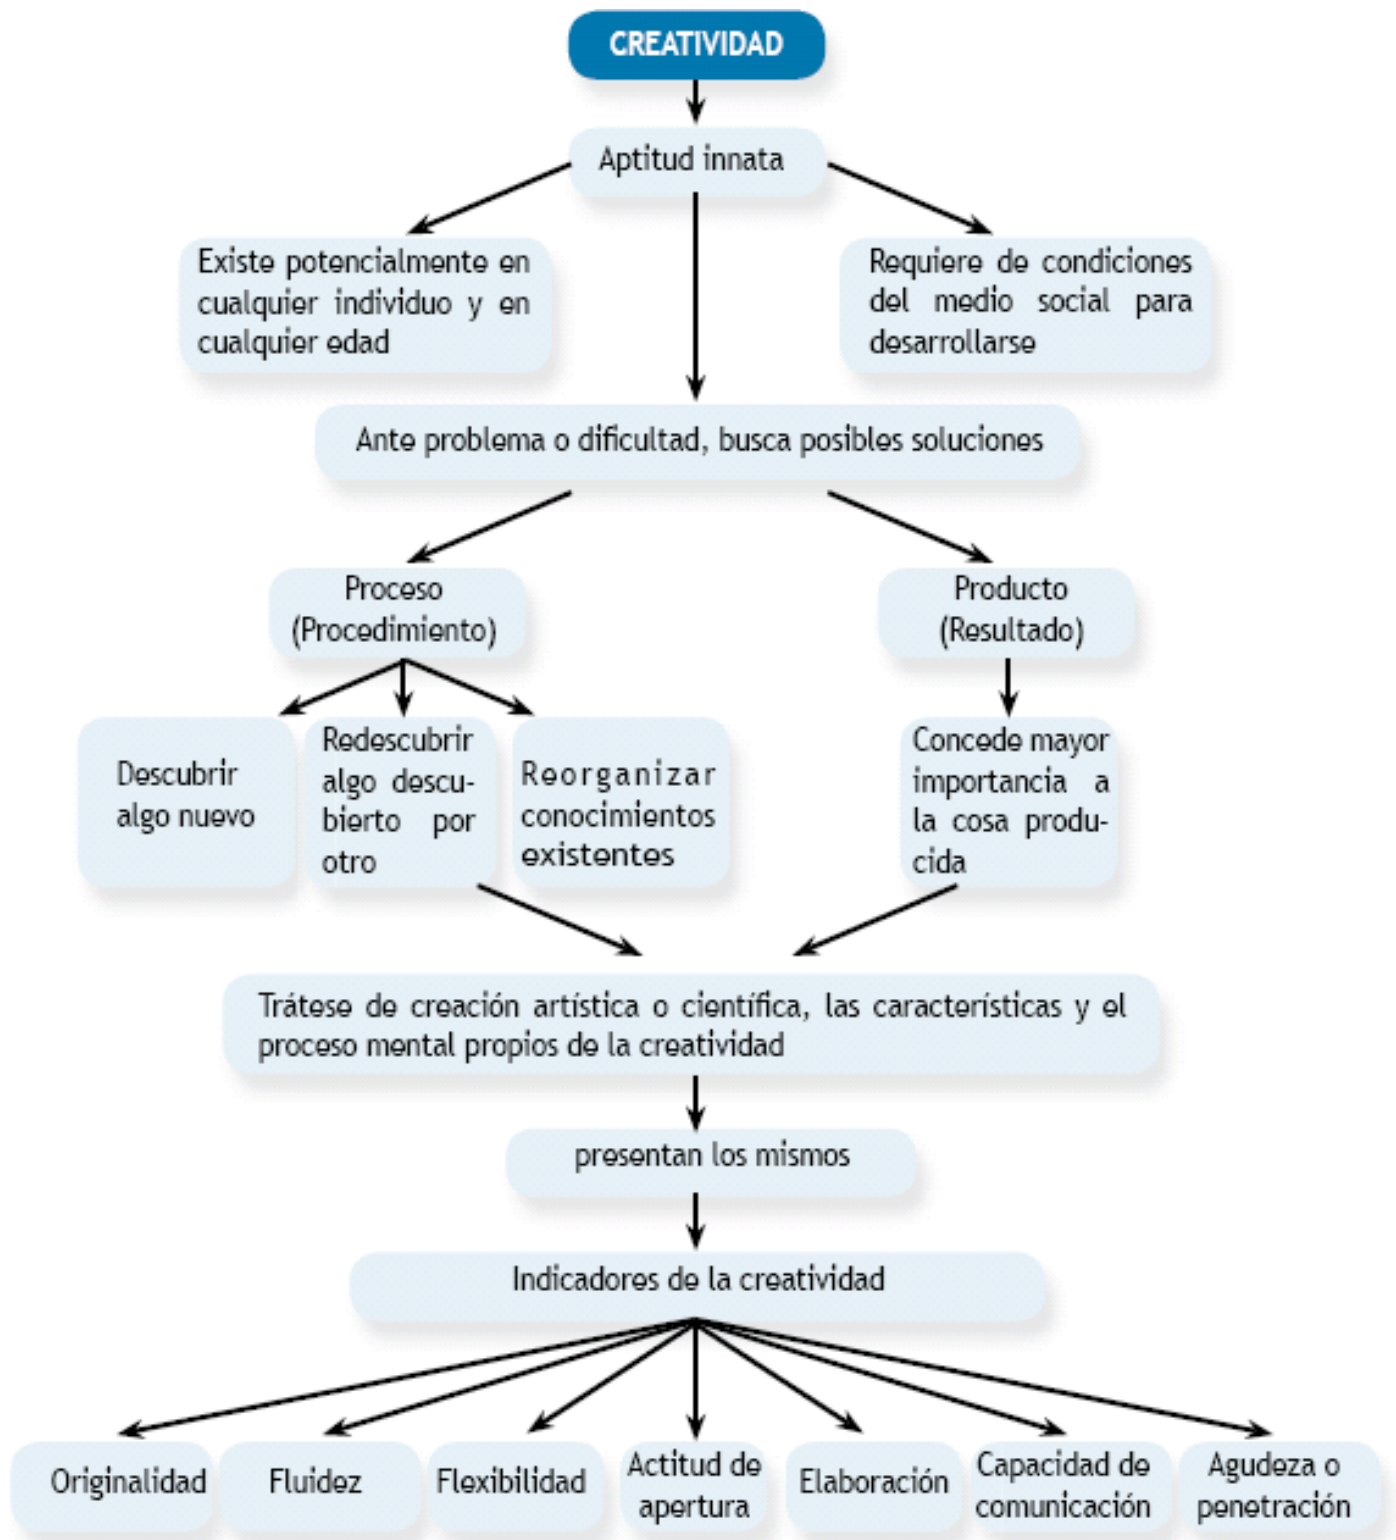 CREATIVIDAD
Aptitud innata
Existe potencialmente en
cualquier individuo y en
cualquier edad
Requiere de condiciones
del medio social para
desarrollarse
Ante problema o dificultad, busca posibles soluciones
Proceso
(Procedimiento)
Producto
(Resultado)
Descubrir
algo nuevo
Redescubrir
algo descu-
bierto por
otro
Reorganizar
conocimientos
existentes
Concede mayor
importancia a
la cosa produ-
cida
Trátese de creación artística o científica, las características y el
proceso mental propios de la creatividad
presentan los mismos
Indicadores de la creatividad
Originalidad
Fluidez
Flexibilidad
Actitud de
apertura
Elaboración
Capacidad de
comunicación
Agudeza o
penetración